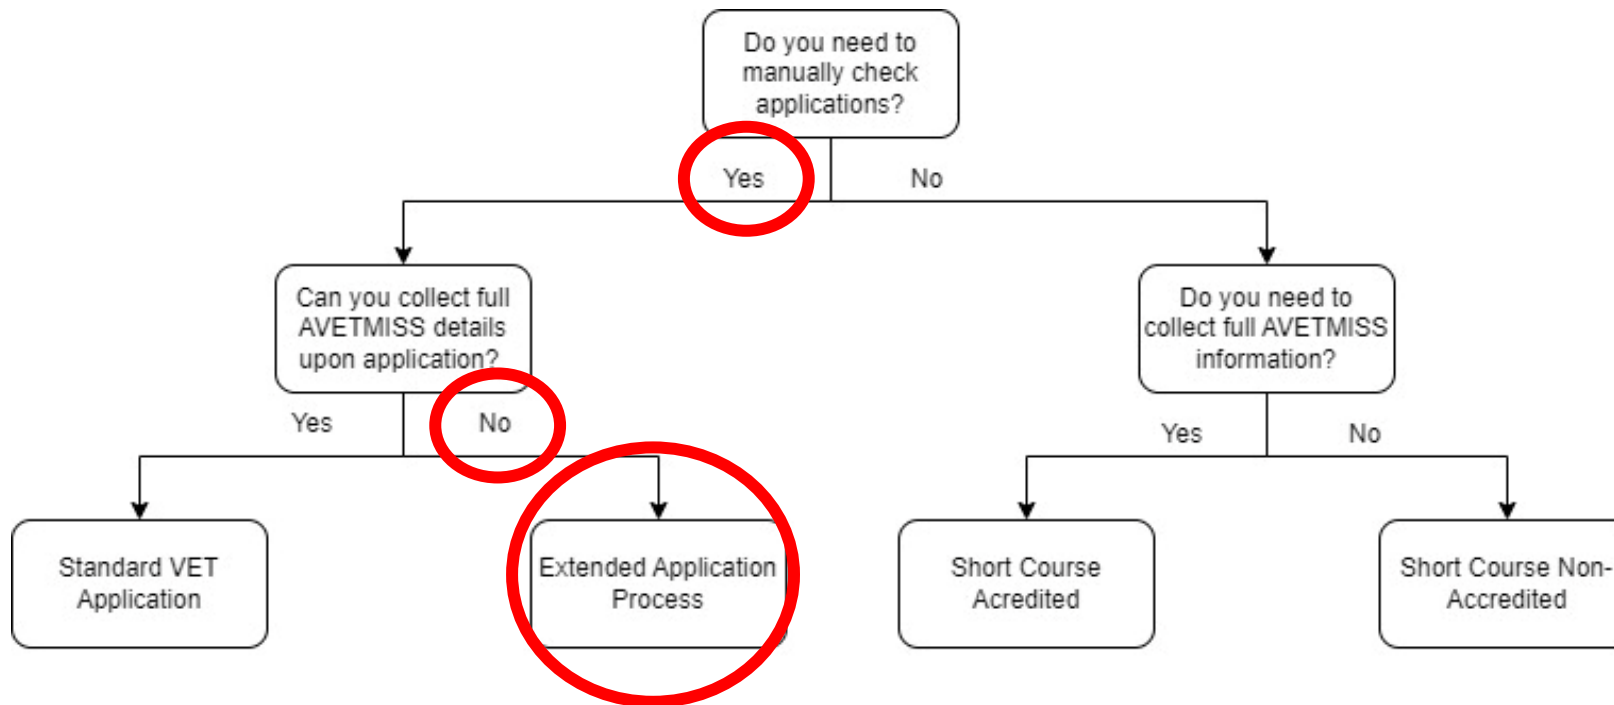 Do you need to
manually check
applications?
Yes
No
Can you collect full
AVETMISS details
upon application?
Do you need to
collect full AVETMISS
information?
Yes
No
Yes
No
Standard VET
Application
Extended Application
Process
Short Course
Acredited
Short Course Non-
Accredited